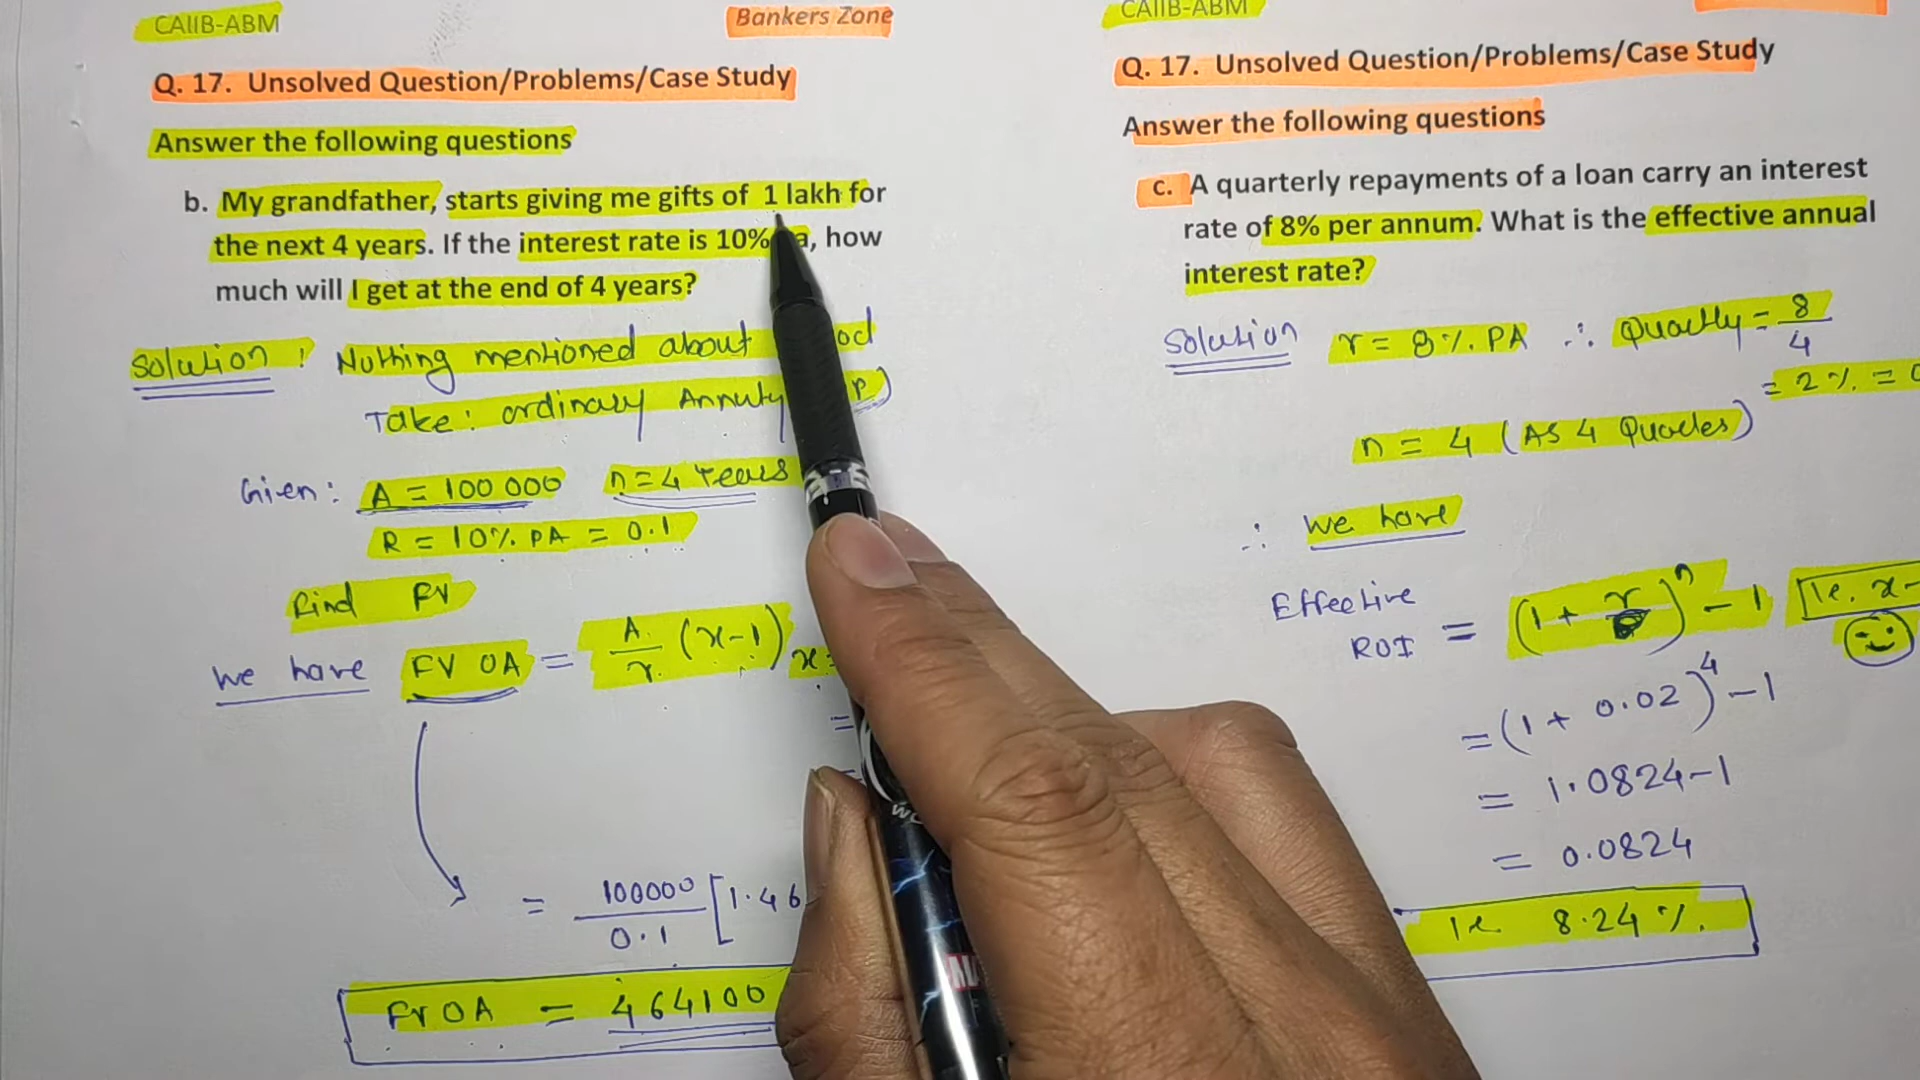 CAIIB-ABM
Bankers Zone
Q. 17. Unsolved Question/Problems/Case Study
Answer the following questions
b. My grandfather, starts giving me gifts of 1 lakh for
the next 4 years. If the interest rate is 10% a, how
much will I get at the end of 4 years?
Solution: Nothing mentioned about od
Take: ordinary Annuty P)
Given: A = 100 000 n = 4 Years
R = 10% PA = 0.1
Find FV
We have FV OA = A/r (x-1) x=
=
=
= 100000/0.1 [1.46
FV OA = 464100
CAIIB-ABM
Q. 17. Unsolved Question/Problems/Case Study
Answer the following questions
c. A quarterly repayments of a loan carry an interest
rate of 8% per annum. What is the effective annual
interest rate?
Solution r = 8% PA ∴ Quartly = 8/4
= 2% = 0
n = 4 (As 4 Quarters)
∴ We have
Effective ROI = (1 + r)^n - 1 Ie. x-
= (1 + 0.02)^4 - 1
= 1.0824-1
= 0.0824
Ie 8.24%.